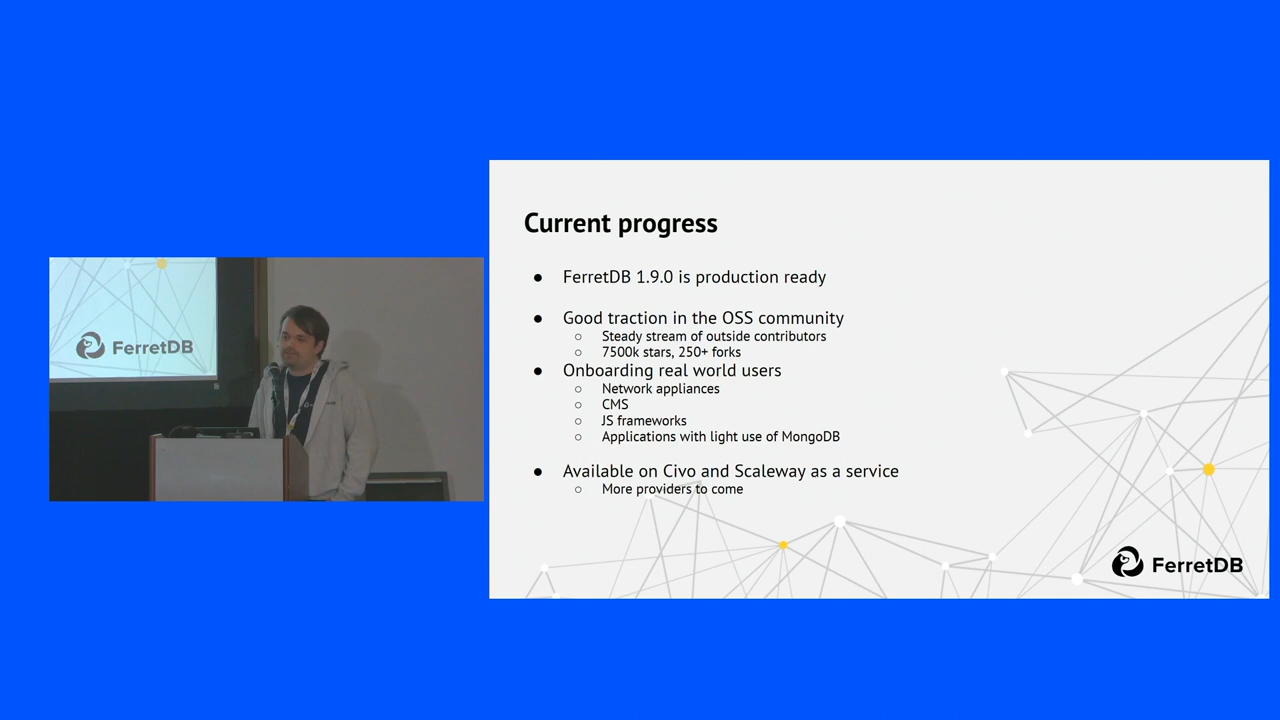 FerretDB
Current progress
● FerretDB 1.9.0 is production ready
● Good traction in the OSS community
○ Steady stream of outside contributors
○ 7500k stars, 250+ forks
● Onboarding real world users
○ Network appliances
○ CMS
○ JS frameworks
○ Applications with light use of MongoDB
● Available on Civo and Scaleway as a service
○ More providers to come
FerretDB